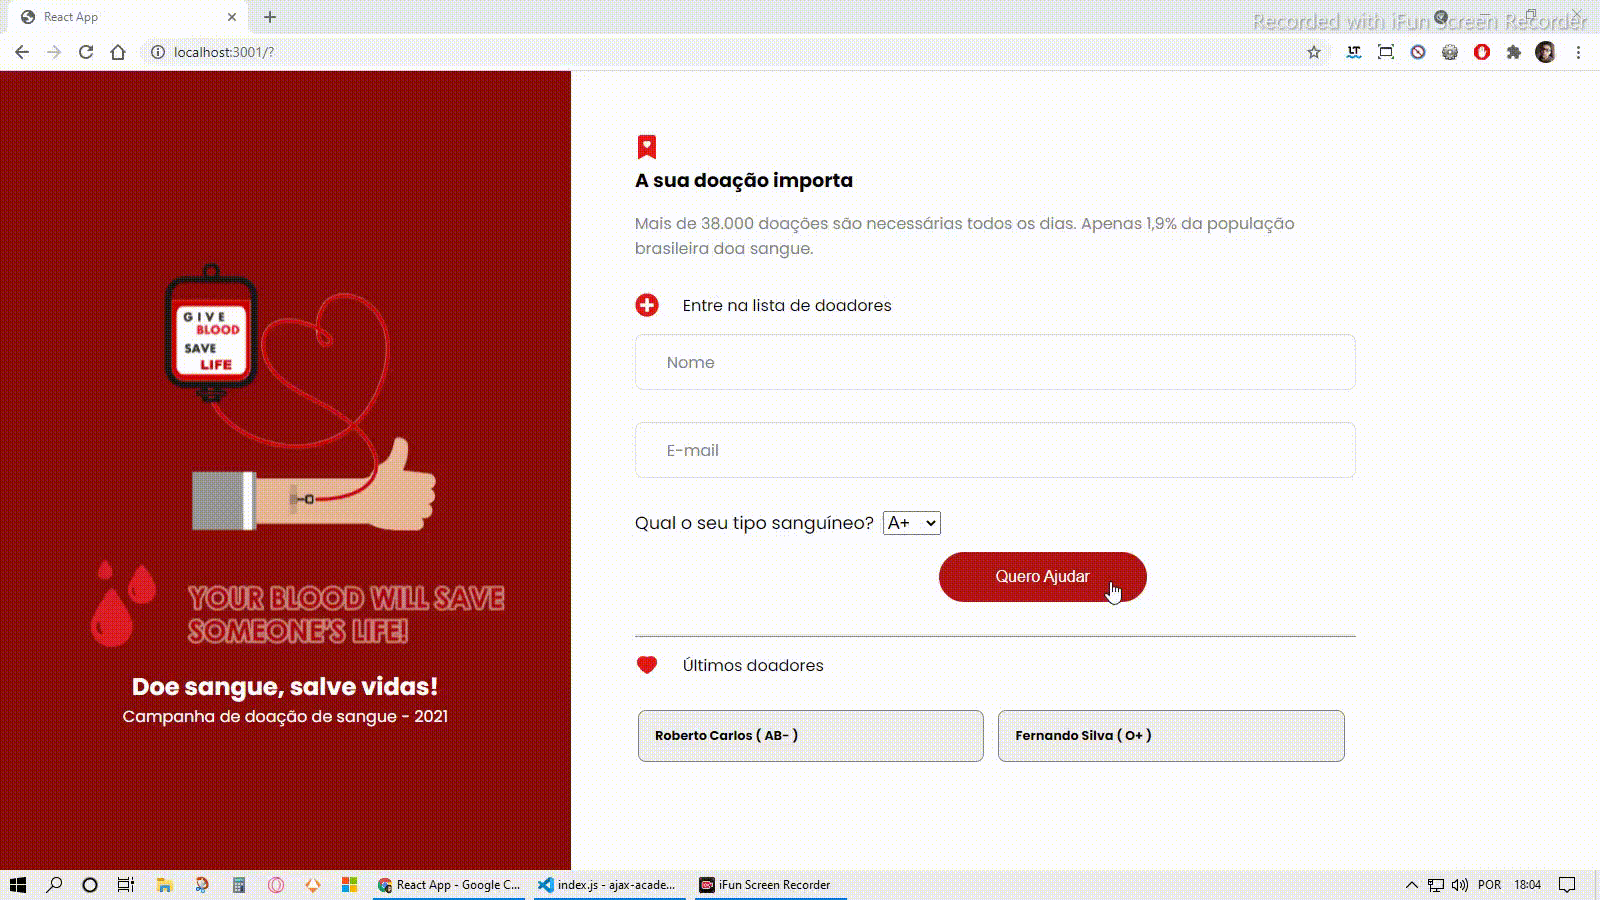 React App
Recorded with iFun Screen Recorder
localhost:3001/?
GIVE
BLOOD
SAVE
LIFE
YOUR BLOOD WILL SAVE
SOMEONE'S LIFE!
Doe sangue, salve vidas!
Campanha de doação de sangue - 2021
A sua doação importa
Mais de 38.000 doações são necessárias todos os dias. Apenas 1,9% da população
brasileira doa sangue.
Entre na lista de doadores
Nome
E-mail
Qual o seu tipo sanguíneo? A+
Quero Ajudar
Últimos doadores
Roberto Carlos ( AB- )
Fernando Silva ( O+ )
React App - Google C...
index.js - ajax-acade...
iFun Screen Recorder
POR
18:04